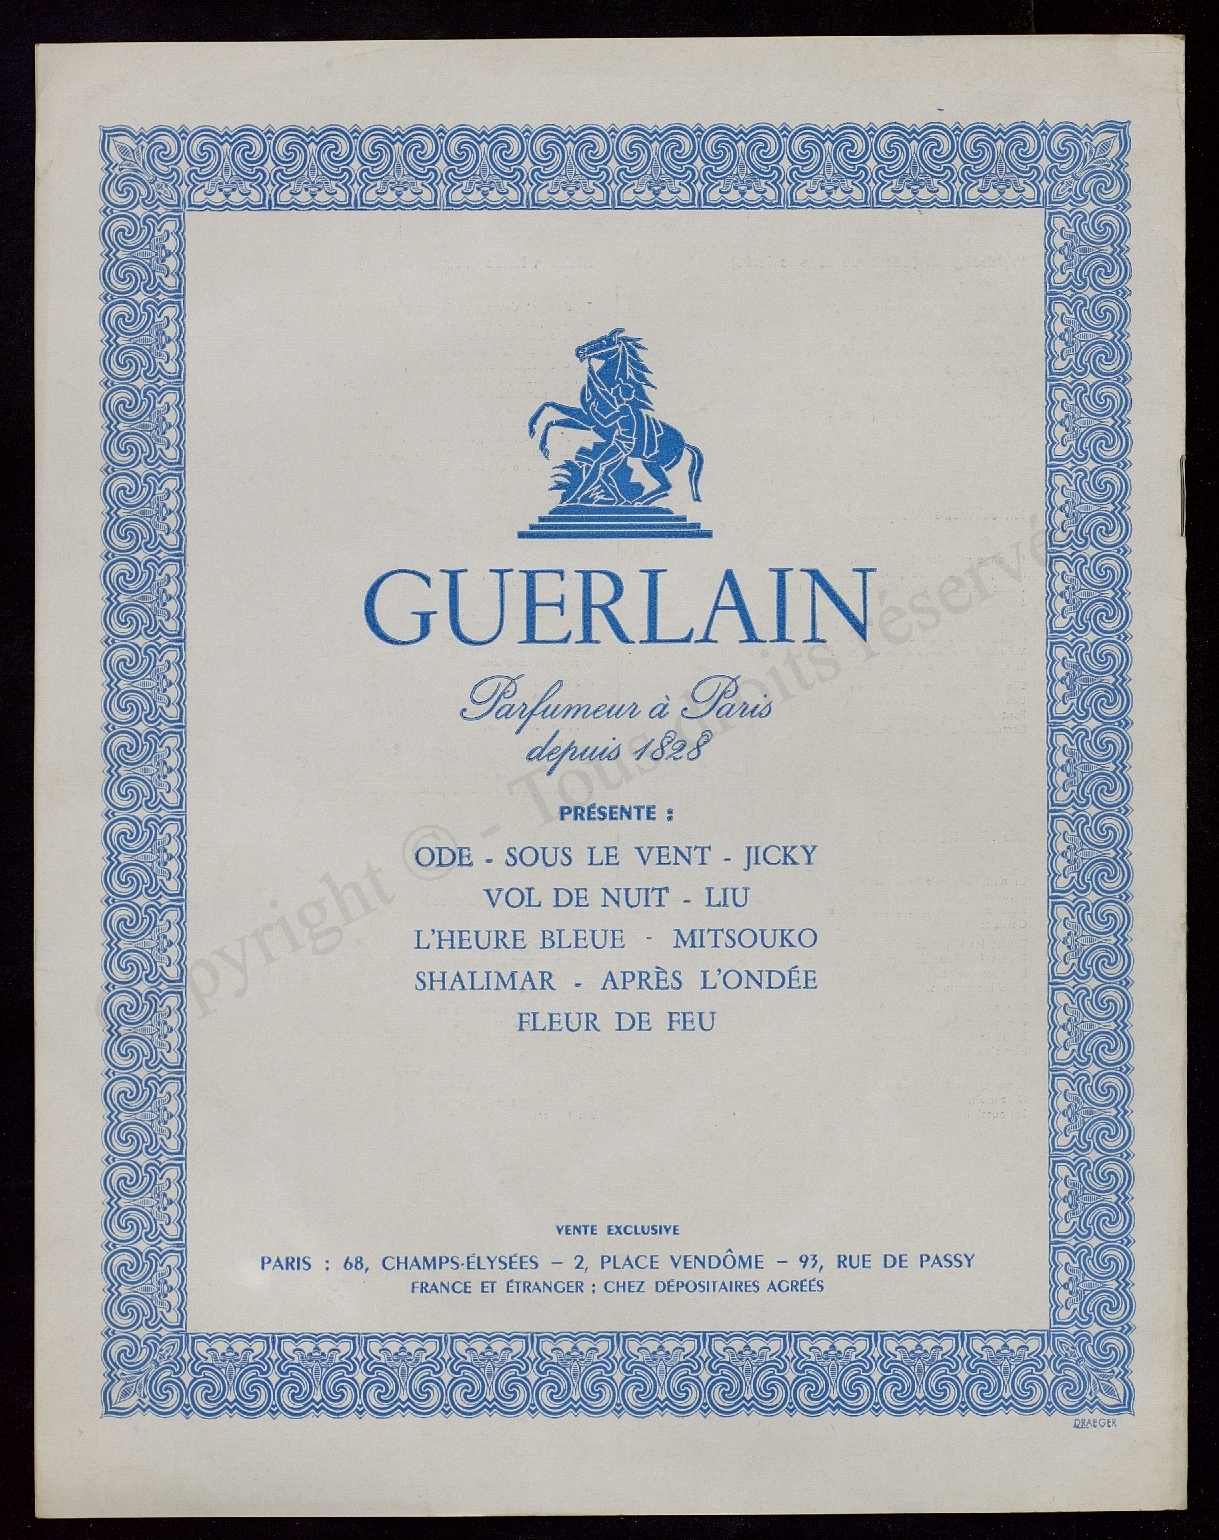 GUERLAIN
Parfumeur à Paris
depuis 1828
PRÉSENTE :
ODE - SOUS LE VENT - JICKY
VOL DE NUIT - LIU
L'HEURE BLEUE - MITSOUKO
SHALIMAR - APRÈS L'ONDÉE
FLEUR DE FEU
VENTE EXCLUSIVE
PARIS : 68, CHAMPS-ÉLYSÉES – 2, PLACE VENDÔME – 93, RUE DE PASSY
FRANCE ET ÉTRANGER : CHEZ DÉPOSITAIRES AGRÉÉS
DRAEGER
Copyright © - Tous droits réservé